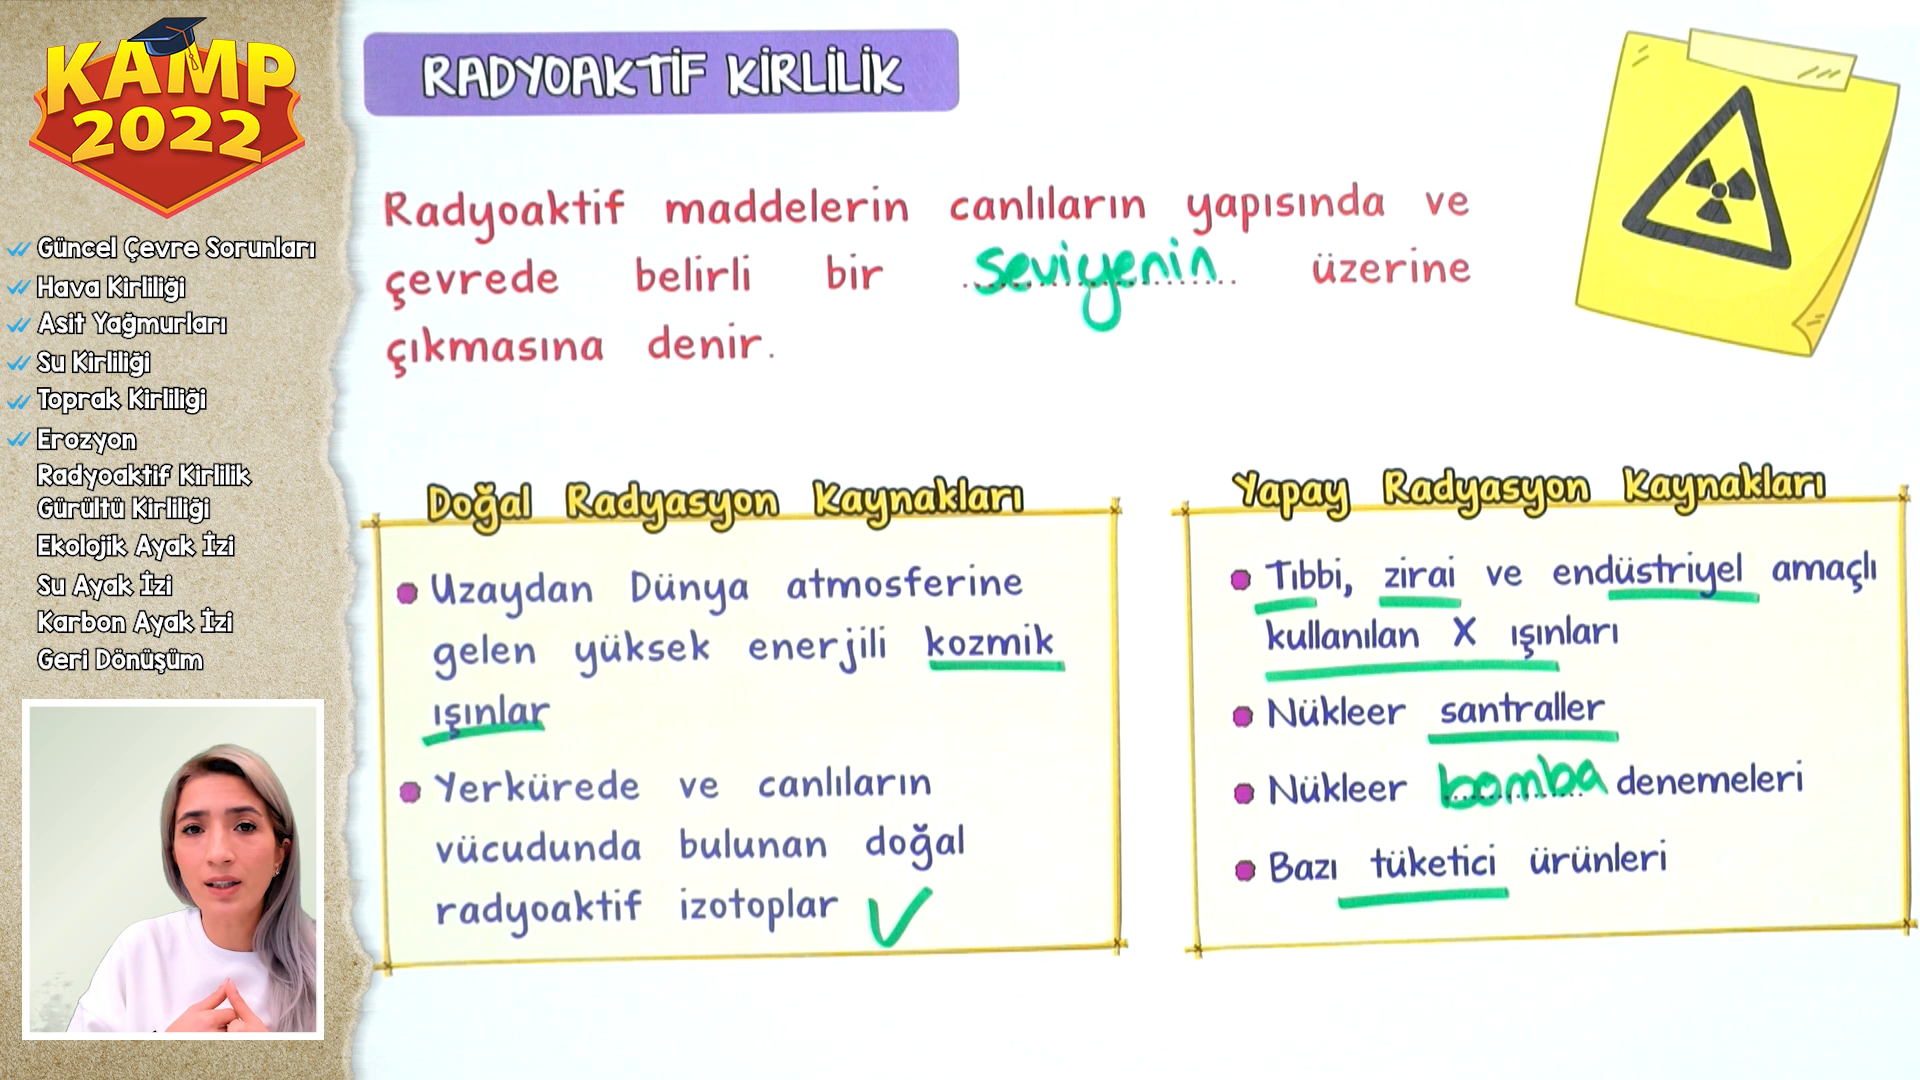 KAMP
2022
Güncel Çevre Sorunları
Hava Kirliliği
Asit Yağmurları
Su Kirliliği
Toprak Kirliliği
Erozyon
Radyoaktif Kirlilik
Gürültü Kirliliği
Ekolojik Ayak İzi
Su Ayak İzi
Karbon Ayak İzi
Geri Dönüşüm
RADYOAKTİF KİRLİLİK
Radyoaktif maddelerin canlıların yapısında ve
çevrede belirli bir seviyenin üzerine
çıkmasına denir.
Doğal Radyasyon Kaynakları
Uzaydan Dünya atmosferine
gelen yüksek enerjili kozmik
ışınlar
Yerkürede ve canlıların
vücudunda bulunan doğal
radyoaktif izotoplar
Yapay Radyasyon Kaynakları
Tıbbi, zirai ve endüstriyel amaçlı
kullanılan X ışınları
Nükleer santraller
Nükleer bomba denemeleri
Bazı tüketici ürünleri